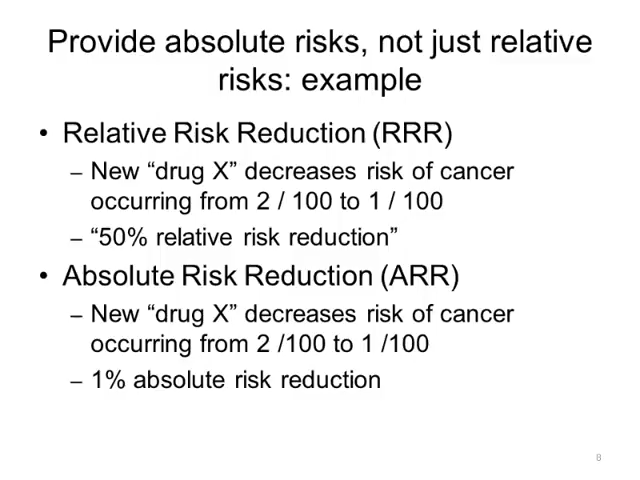 Provide absolute risks, not just relative
risks: example
• Relative Risk Reduction (RRR)
– New “drug X” decreases risk of cancer
occurring from 2 / 100 to 1 / 100
– “50% relative risk reduction”
• Absolute Risk Reduction (ARR)
– New “drug X” decreases risk of cancer
occurring from 2 /100 to 1 /100
– 1% absolute risk reduction
8